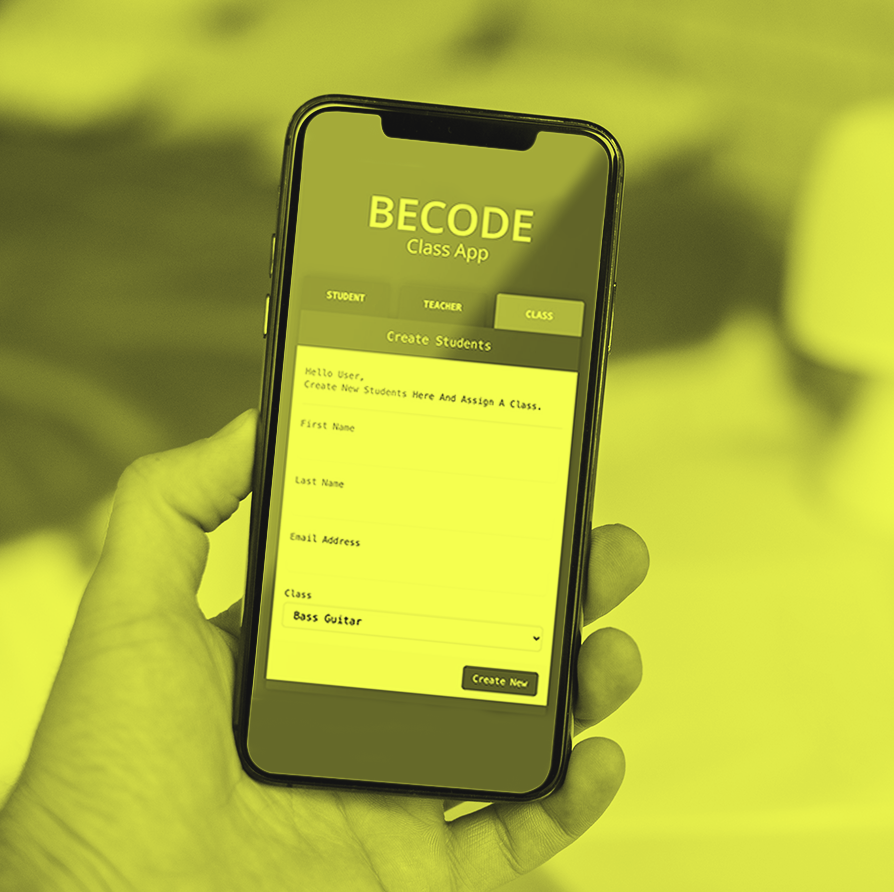 BECODE
Class App
STUDENT TEACHER CLASS
Create Students
Hello User,
Create New Students Here And Assign A Class.
First Name
Last Name
Email Address
Class
Bass Guitar
Create New